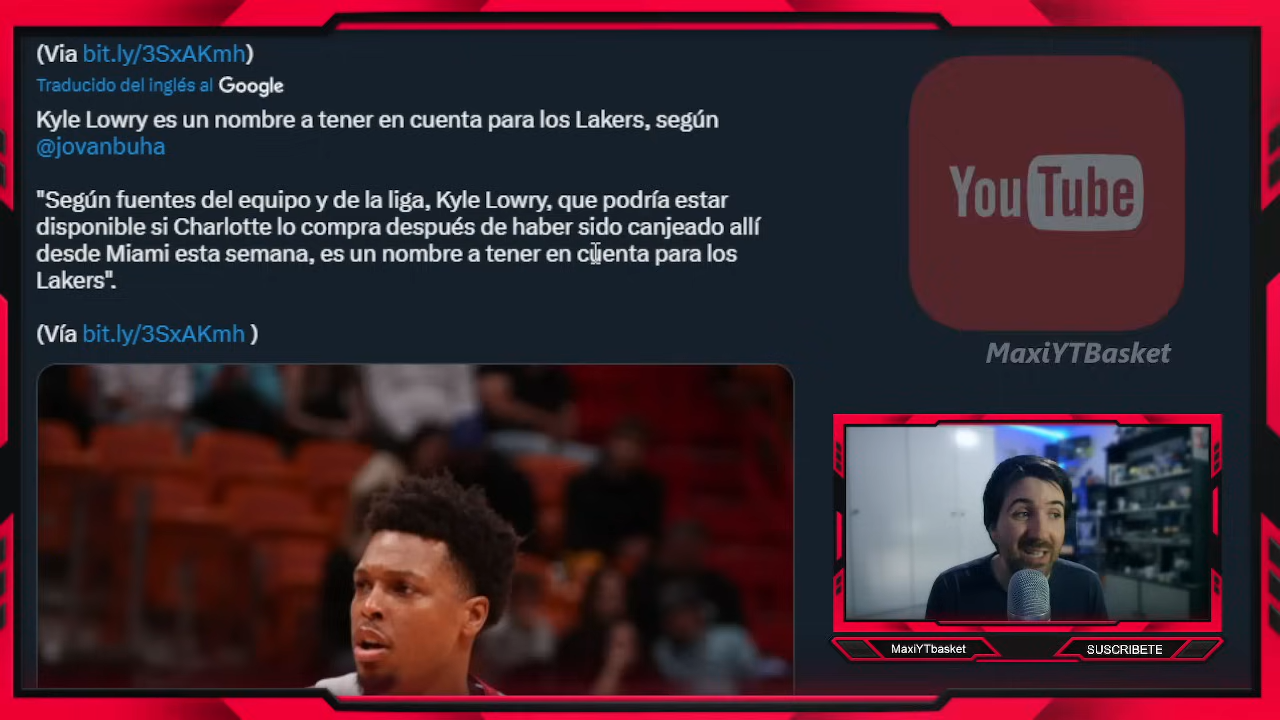 (Via bit.ly/3SxAKmh)
Traducido del inglés al Google
Kyle Lowry es un nombre a tener en cuenta para los Lakers, según
@jovanbuha
"Según fuentes del equipo y de la liga, Kyle Lowry, que podría estar
disponible si Charlotte lo compra después de haber sido canjeado allí
desde Miami esta semana, es un nombre a tener en cuenta para los
Lakers".
(Vía bit.ly/3SxAKmh )
YouTube
MaxiYTBasket
MaxiYTbasket
SUSCRIBETE